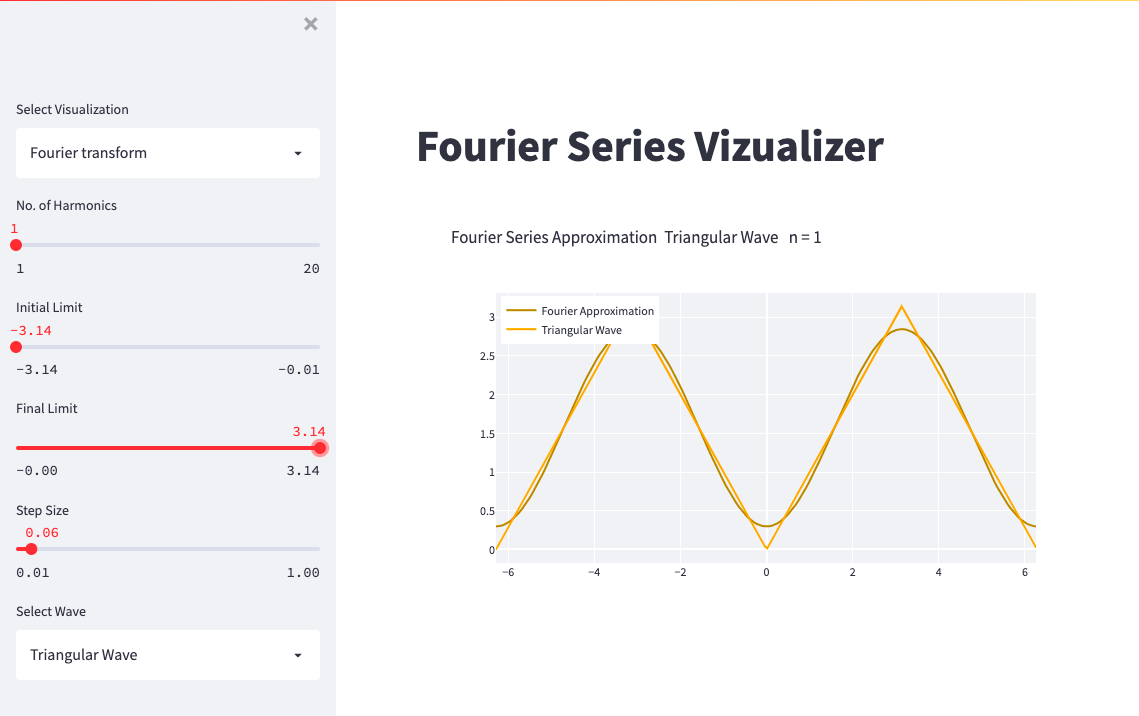 ×
Select Visualization
Fourier transform
No. of Harmonics
1
1 20
Initial Limit
−3.14
−3.14 −0.01
Final Limit
3.14
−0.00 3.14
Step Size
0.06
0.01 1.00
Select Wave
Triangular Wave
Fourier Series Vizualizer
Fourier Series Approximation Triangular Wave n = 1
Fourier Approximation
Triangular Wave
3
2.5
2
1.5
1
0.5
0
−6 −4 −2 0 2 4 6